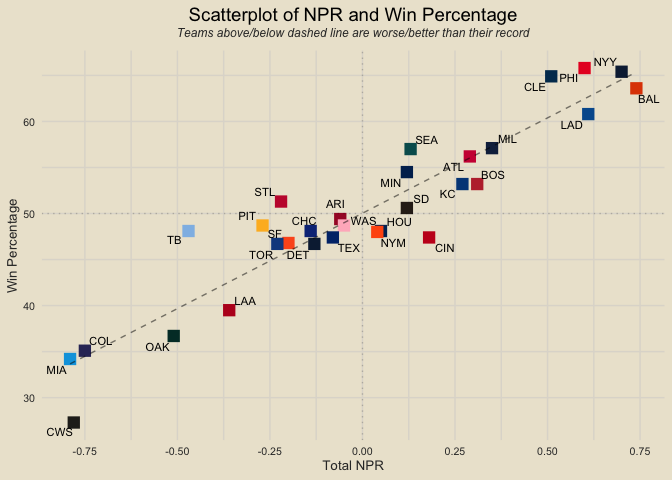 Scatterplot of NPR and Win Percentage
Teams above/below dashed line are worse/better than their record
Win Percentage
60
50
40
30
NYY
PHI
CLE
BAL
LAD
SEA
MIL
ATL
BOS
MIN
KC
STL
ARI
SD
PIT
CHC
WAS
HOU
TB
SF
NYM
CIN
TOR
DET
TEX
LAA
COL
OAK
MIA
CWS
-0.75
-0.50
-0.25
0.00
0.25
0.50
0.75
Total NPR